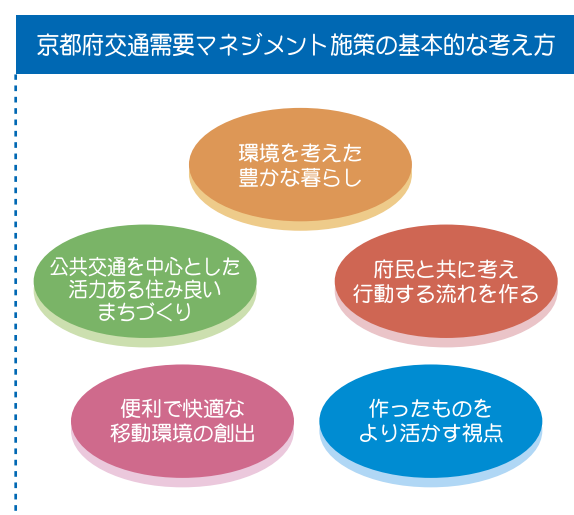 京都府交通需要マネジメント施策の基本的な考え方
環境を考えた
豊かな暮らし
公共交通を中心とした
活力ある住み良い
まちづくり
府民と共に考え
行動する流れを作る
便利で快適な
移動環境の創出
作ったものを
より活かす視点